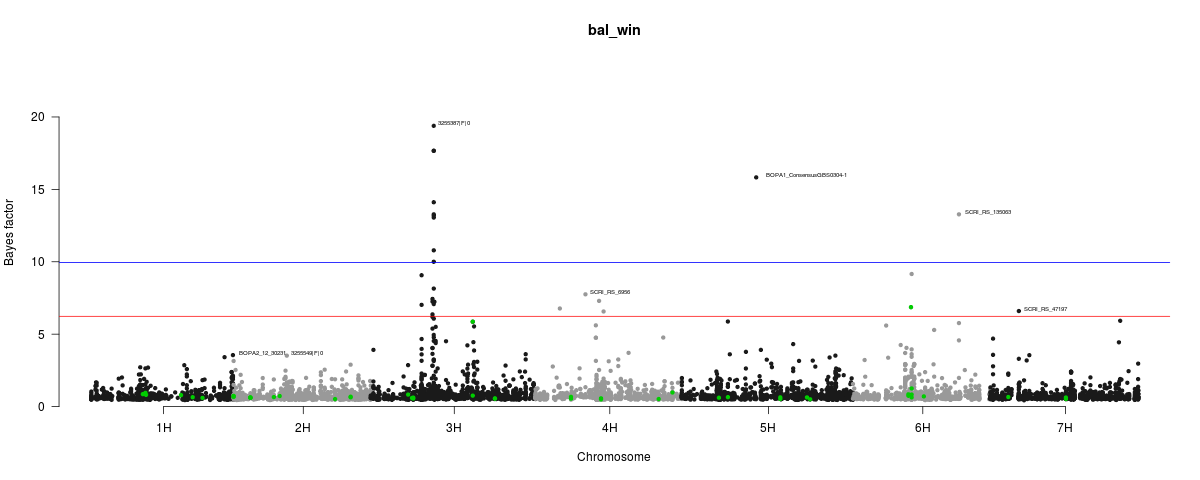 bal_win
20
15
10
5
0
Bayes factor
3255387|F|0
BOPA1_ConsensusGBS0304-1
SCRI_RS_135063
SCRI_RS_6956
SCRI_RS_47197
BOPA2_12_30231
3255549|F|0
1H 2H 3H 4H 5H 6H 7H
Chromosome